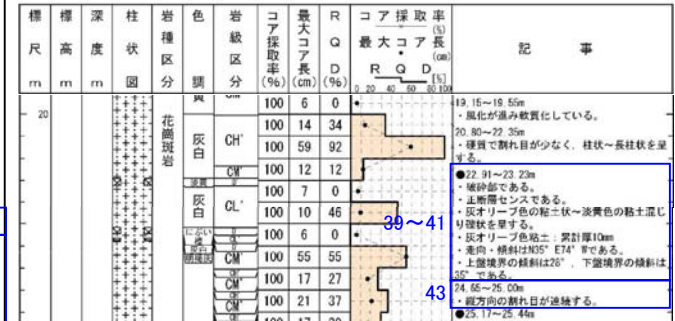 標尺m
標高m
深度m
柱状図
岩種区分
色調
岩級区分
コア採取率(%)
最大コア長(cm)
RQD(%)
コア採取率(%)
最大コア長(cm)
RQD[%]
0 20 40 60 80 100
記事
20
花崗斑岩
100 6 0
100 14 34
灰白
CH'
100 59 92
CM'
100 12 12
100 7 0
灰白
CL'
100 10 46
100 6 0
CM'
100 55 55
CM'
100 17 27
CM'
100 21 37
19.15～19.55m
・風化が進み軟質化している。
20.80～22.35m
・硬質で割れ目が少なく、柱状～長柱状を呈
する。
●22.91～23.23m
・破砕部である。
・正断層センスである。
・灰オリーブ色の粘土状～淡黄色の粘土混じ
り礫状を呈する。
・灰オリーブ色粘土：累計厚10mm
・走向・傾斜はN35°E74°Wである。
・上盤境界の傾斜は26°、下盤境界の傾斜は
35°である。
24.65～25.00m
・縦方向の割れ目が連続する。
●25.17～25.44m
39～41
43